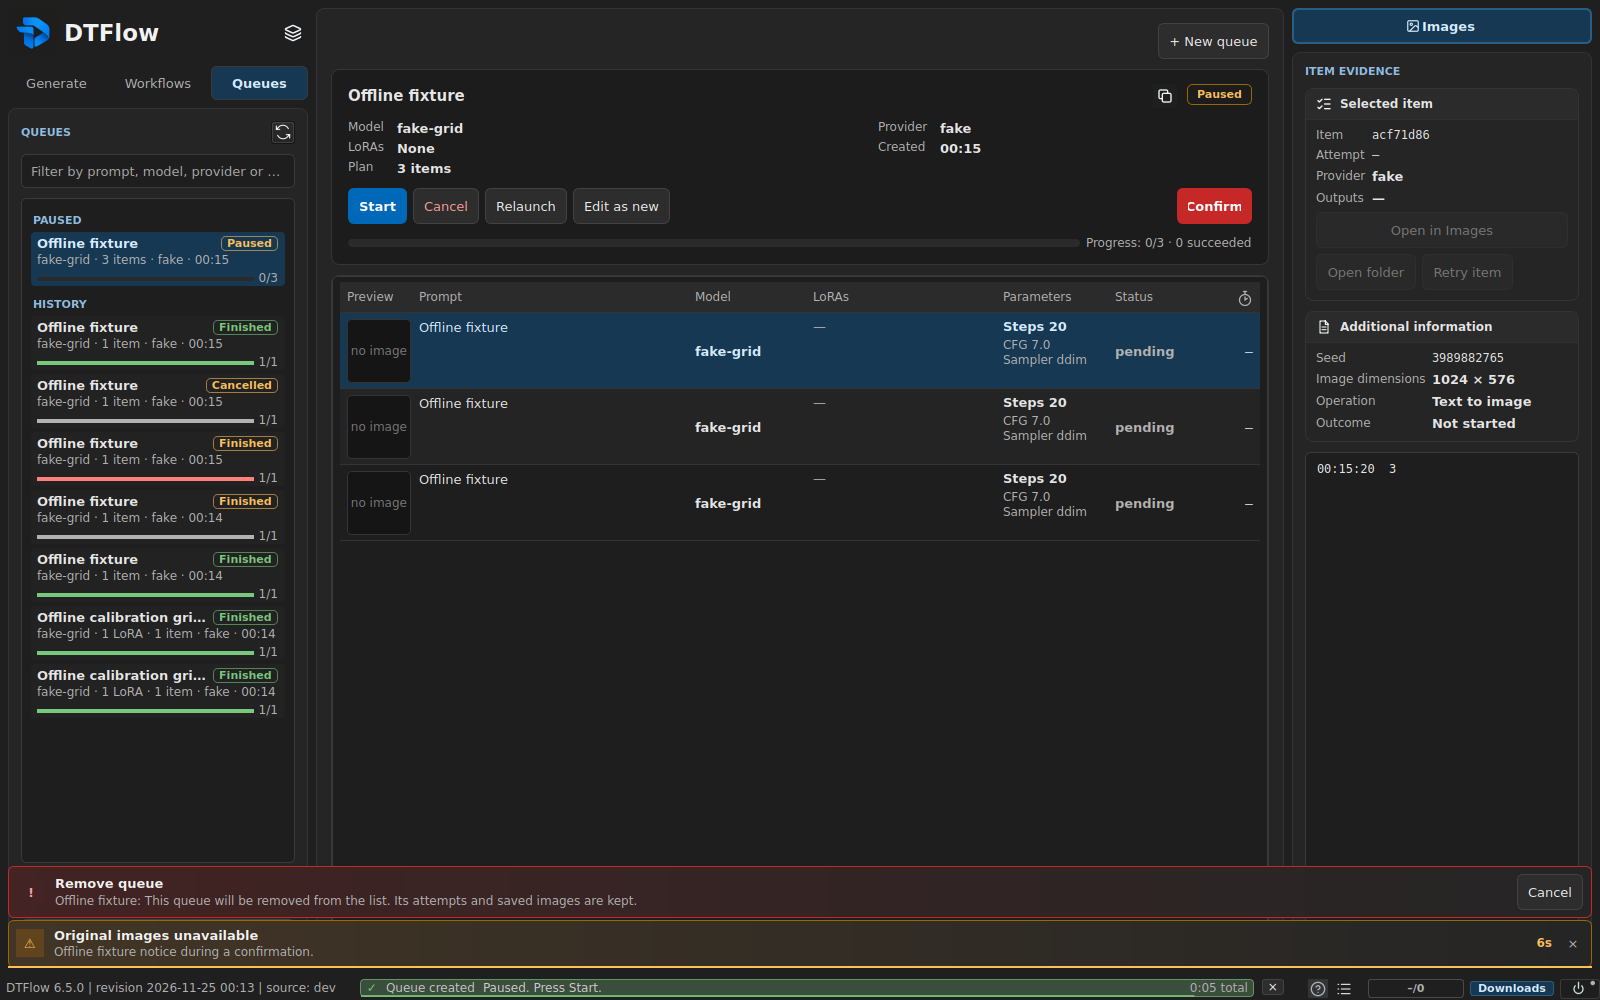 DTFlow
Generate Workflows Queues
QUEUES
Filter by prompt, model, provider or ...
PAUSED
Offline fixture Paused
fake-grid · 3 items · fake · 00:15
0/3
HISTORY
Offline fixture Finished
fake-grid · 1 item · fake · 00:15
1/1
Offline fixture Cancelled
fake-grid · 1 item · fake · 00:15
1/1
Offline fixture Finished
fake-grid · 1 item · fake · 00:15
1/1
Offline fixture Finished
fake-grid · 1 item · fake · 00:14
1/1
Offline fixture Finished
fake-grid · 1 item · fake · 00:14
1/1
Offline calibration gri... Finished
fake-grid · 1 LoRA · 1 item · fake · 00:14
1/1
Offline calibration gri... Finished
fake-grid · 1 LoRA · 1 item · fake · 00:14
1/1
+ New queue
Offline fixture Paused
Model fake-grid Provider fake
LoRAs None Created 00:15
Plan 3 items
Start Cancel Relaunch Edit as new Confirm
Progress: 0/3 · 0 succeeded
Preview Prompt Model LoRAs Parameters Status
no image Offline fixture fake-grid — Steps 20 pending –
CFG 7.0
Sampler ddim
no image Offline fixture fake-grid — Steps 20 pending –
CFG 7.0
Sampler ddim
no image Offline fixture fake-grid — Steps 20 pending –
CFG 7.0
Sampler ddim
Images
ITEM EVIDENCE
Selected item
Item acf71d86
Attempt –
Provider fake
Outputs —
Open in Images
Open folder Retry item
Additional information
Seed 3989882765
Image dimensions 1024 × 576
Operation Text to image
Outcome Not started
00:15:20 3
! Remove queue
Offline fixture: This queue will be removed from the list. Its attempts and saved images are kept.
Cancel
⚠ Original images unavailable
Offline fixture notice during a confirmation.
6s ×
DTFlow 6.5.0 | revision 2026-11-25 00:13 | source: dev
✓ Queue created Paused. Press Start. 0:05 total ×
–/0 Downloads